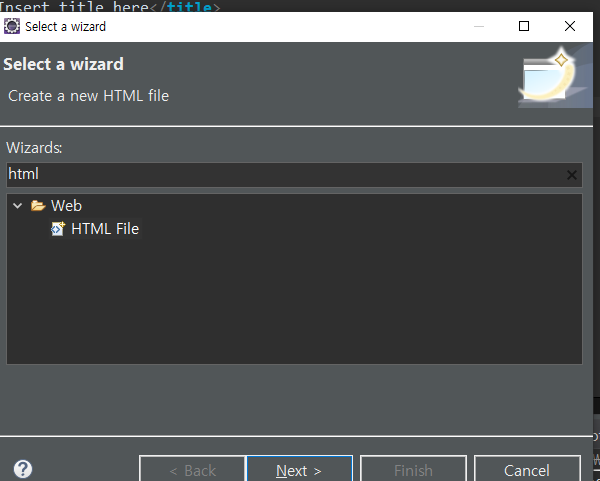 Insert title here</title>
Select a wizard
Select a wizard
Create a new HTML file
Wizards:
html
Web
HTML File
< Back
Next >
Finish
Cancel